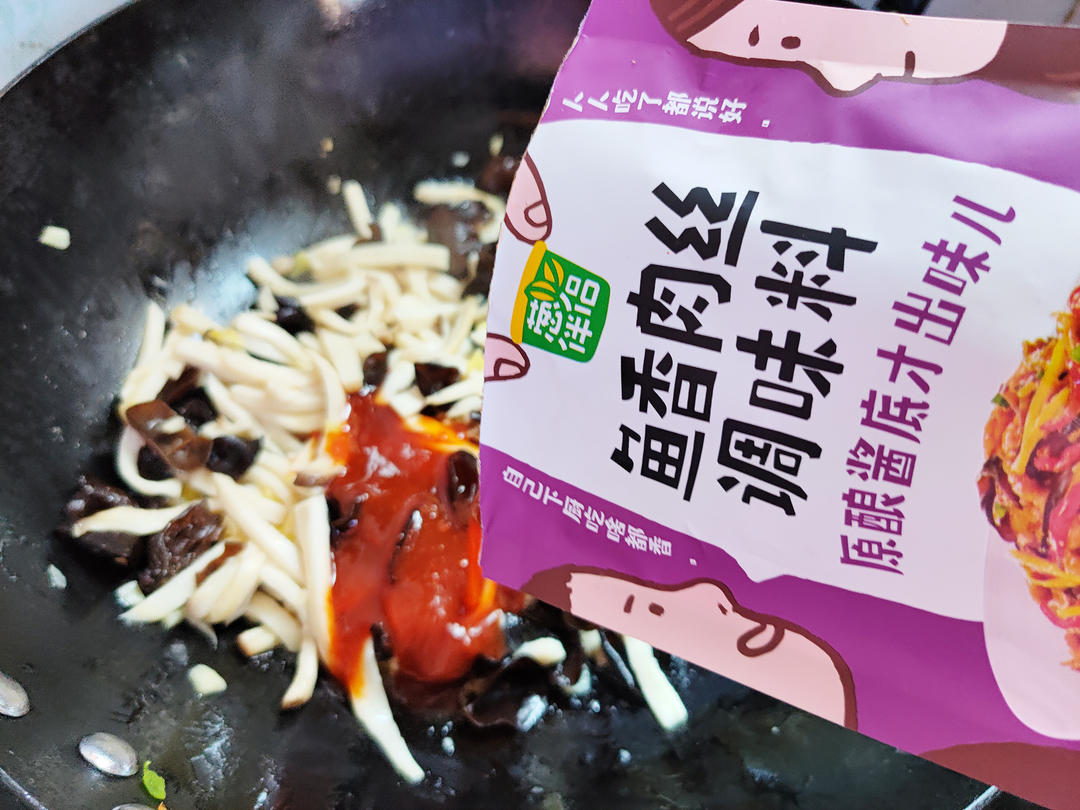 人人吃了都说好。
葱伴侣
鱼香肉丝
调味料
原酿酱底才出味儿
自己下厨吃啥都香。